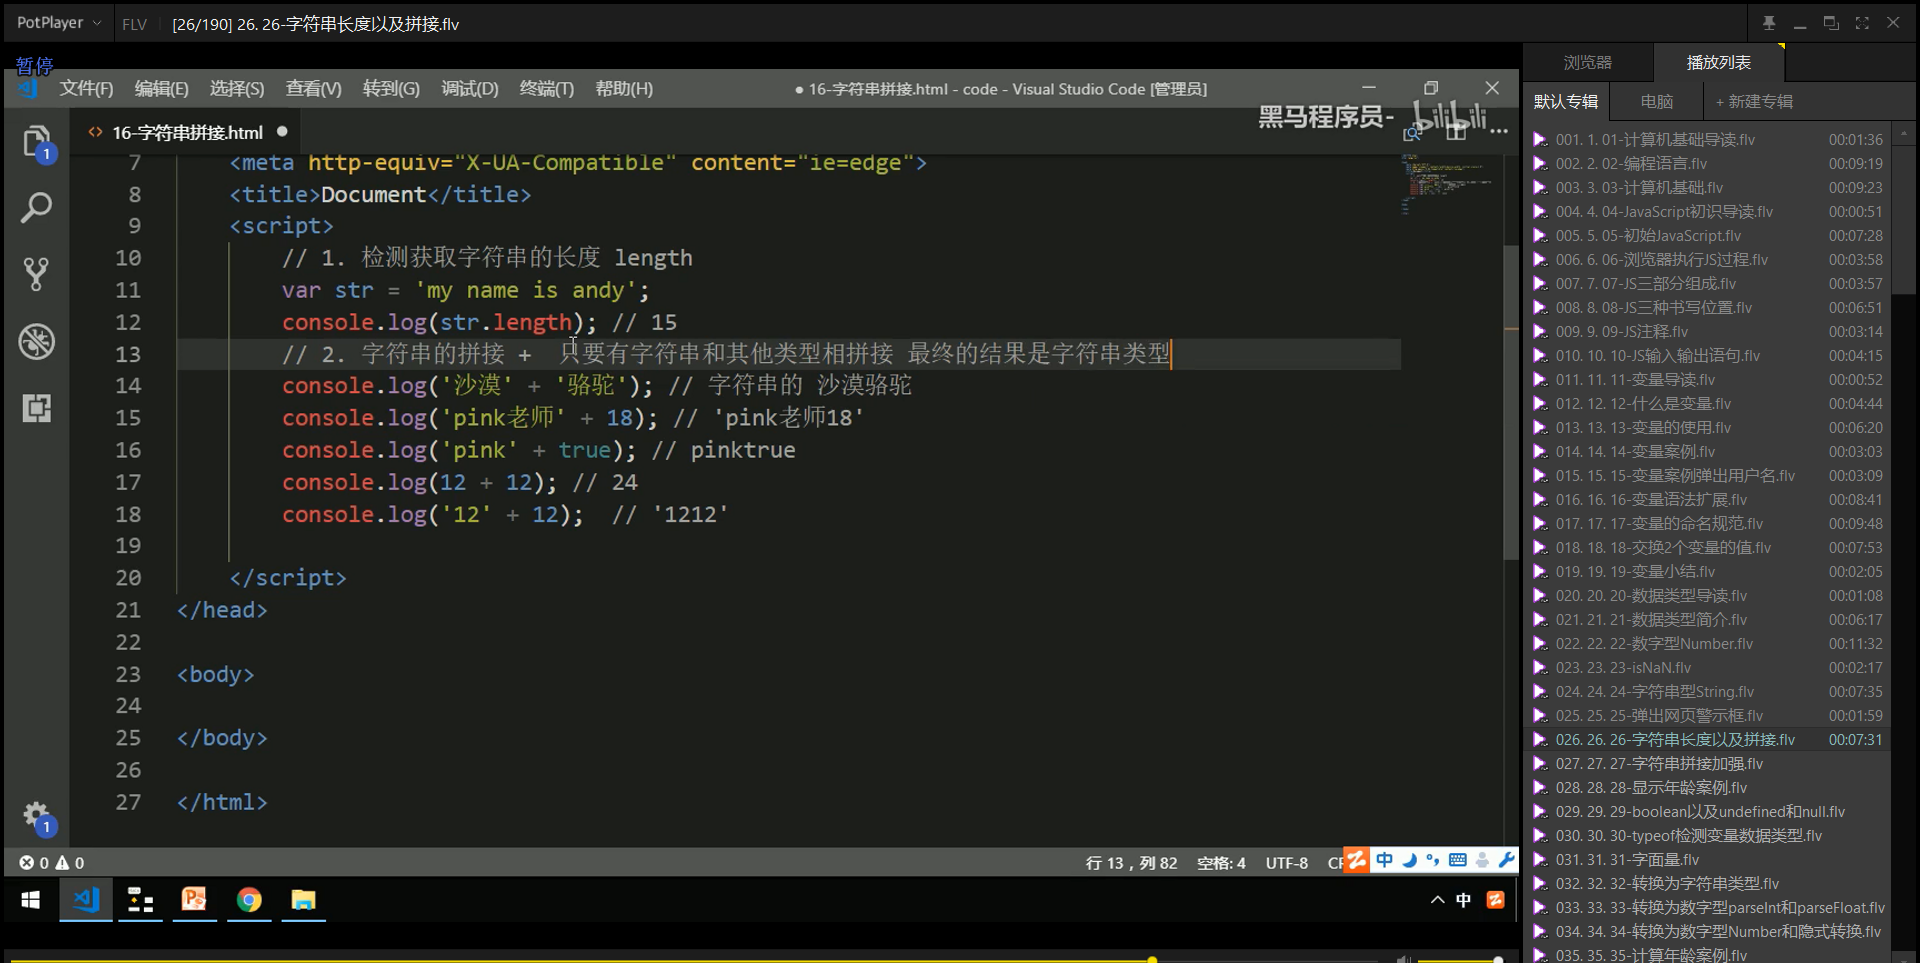 PotPlayer
FLV
[26/190] 26. 26-字符串长度以及拼接.flv
暂停
文件(F) 编辑(E) 选择(S) 查看(V) 转到(G) 调试(D) 终端(T) 帮助(H)
● 16-字符串拼接.html - code - Visual Studio Code [管理员]
黑马程序员-
bilibili
<> 16-字符串拼接.html ●
7 <meta http-equiv="X-UA-Compatible" content="ie=edge">
8 <title>Document</title>
9 <script>
10 // 1. 检测获取字符串的长度 length
11 var str = 'my name is andy';
12 console.log(str.length); // 15
13 // 2. 字符串的拼接 + 只要有字符串和其他类型相拼接 最终的结果是字符串类型
14 console.log('沙漠' + '骆驼'); // 字符串的 沙漠骆驼
15 console.log('pink老师' + 18); // 'pink老师18'
16 console.log('pink' + true); // pinktrue
17 console.log(12 + 12); // 24
18 console.log('12' + 12); // '1212'
19
20 </script>
21 </head>
22
23 <body>
24
25 </body>
26
27 </html>
1
1
0 0
行 13，列 82 空格: 4 UTF-8
中
中
浏览器 播放列表
默认专辑 电脑 + 新建专辑
001. 1. 01-计算机基础导读.flv 00:01:36
002. 2. 02-编程语言.flv 00:09:19
003. 3. 03-计算机基础.flv 00:09:23
004. 4. 04-JavaScript初识导读.flv 00:00:51
005. 5. 05-初始JavaScript.flv 00:07:28
006. 6. 06-浏览器执行JS过程.flv 00:03:58
007. 7. 07-JS三部分组成.flv 00:03:57
008. 8. 08-JS三种书写位置.flv 00:06:51
009. 9. 09-JS注释.flv 00:03:14
010. 10. 10-JS输入输出语句.flv 00:04:15
011. 11. 11-变量导读.flv 00:00:52
012. 12. 12-什么是变量.flv 00:04:44
013. 13. 13-变量的使用.flv 00:06:20
014. 14. 14-变量案例.flv 00:03:03
015. 15. 15-变量案例弹出用户名.flv 00:03:09
016. 16. 16-变量语法扩展.flv 00:08:41
017. 17. 17-变量的命名规范.flv 00:09:48
018. 18. 18-交换2个变量的值.flv 00:07:53
019. 19. 19-变量小结.flv 00:02:05
020. 20. 20-数据类型导读.flv 00:01:08
021. 21. 21-数据类型简介.flv 00:06:17
022. 22. 22-数字型Number.flv 00:11:32
023. 23. 23-isNaN.flv 00:02:17
024. 24. 24-字符串型String.flv 00:07:35
025. 25. 25-弹出网页警示框.flv 00:01:59
026. 26. 26-字符串长度以及拼接.flv 00:07:31
027. 27. 27-字符串拼接加强.flv
028. 28. 28-显示年龄案例.flv
029. 29. 29-boolean以及undefined和null.flv
030. 30. 30-typeof检测变量数据类型.flv
031. 31. 31-字面量.flv
032. 32. 32-转换为字符串类型.flv
033. 33. 33-转换为数字型parseInt和parseFloat.flv
034. 34. 34-转换为数字型Number和隐式转换.flv
035. 35. 35-计算年龄案例.flv